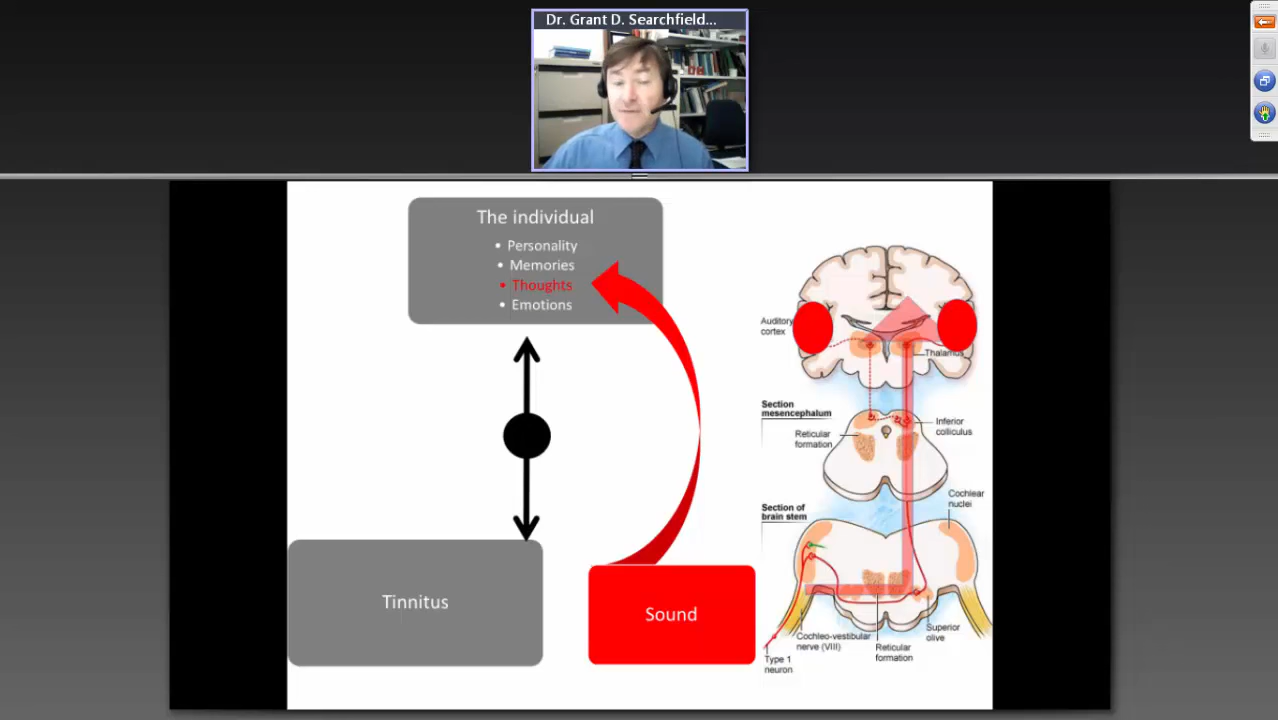 Dr. Grant D. Searchfield...
The individual
• Personality
• Memories
• Thoughts
• Emotions
Tinnitus
Sound
Auditory
cortex
Thalamus
Section
mesencephalum
Reticular
formation
Inferior
colliculus
Cochlear
nuclei
Section of
brain stem
Cochleo-vestibular
nerve (VIII)
Superior
olive
Type 1
neuron
Reticular
formation